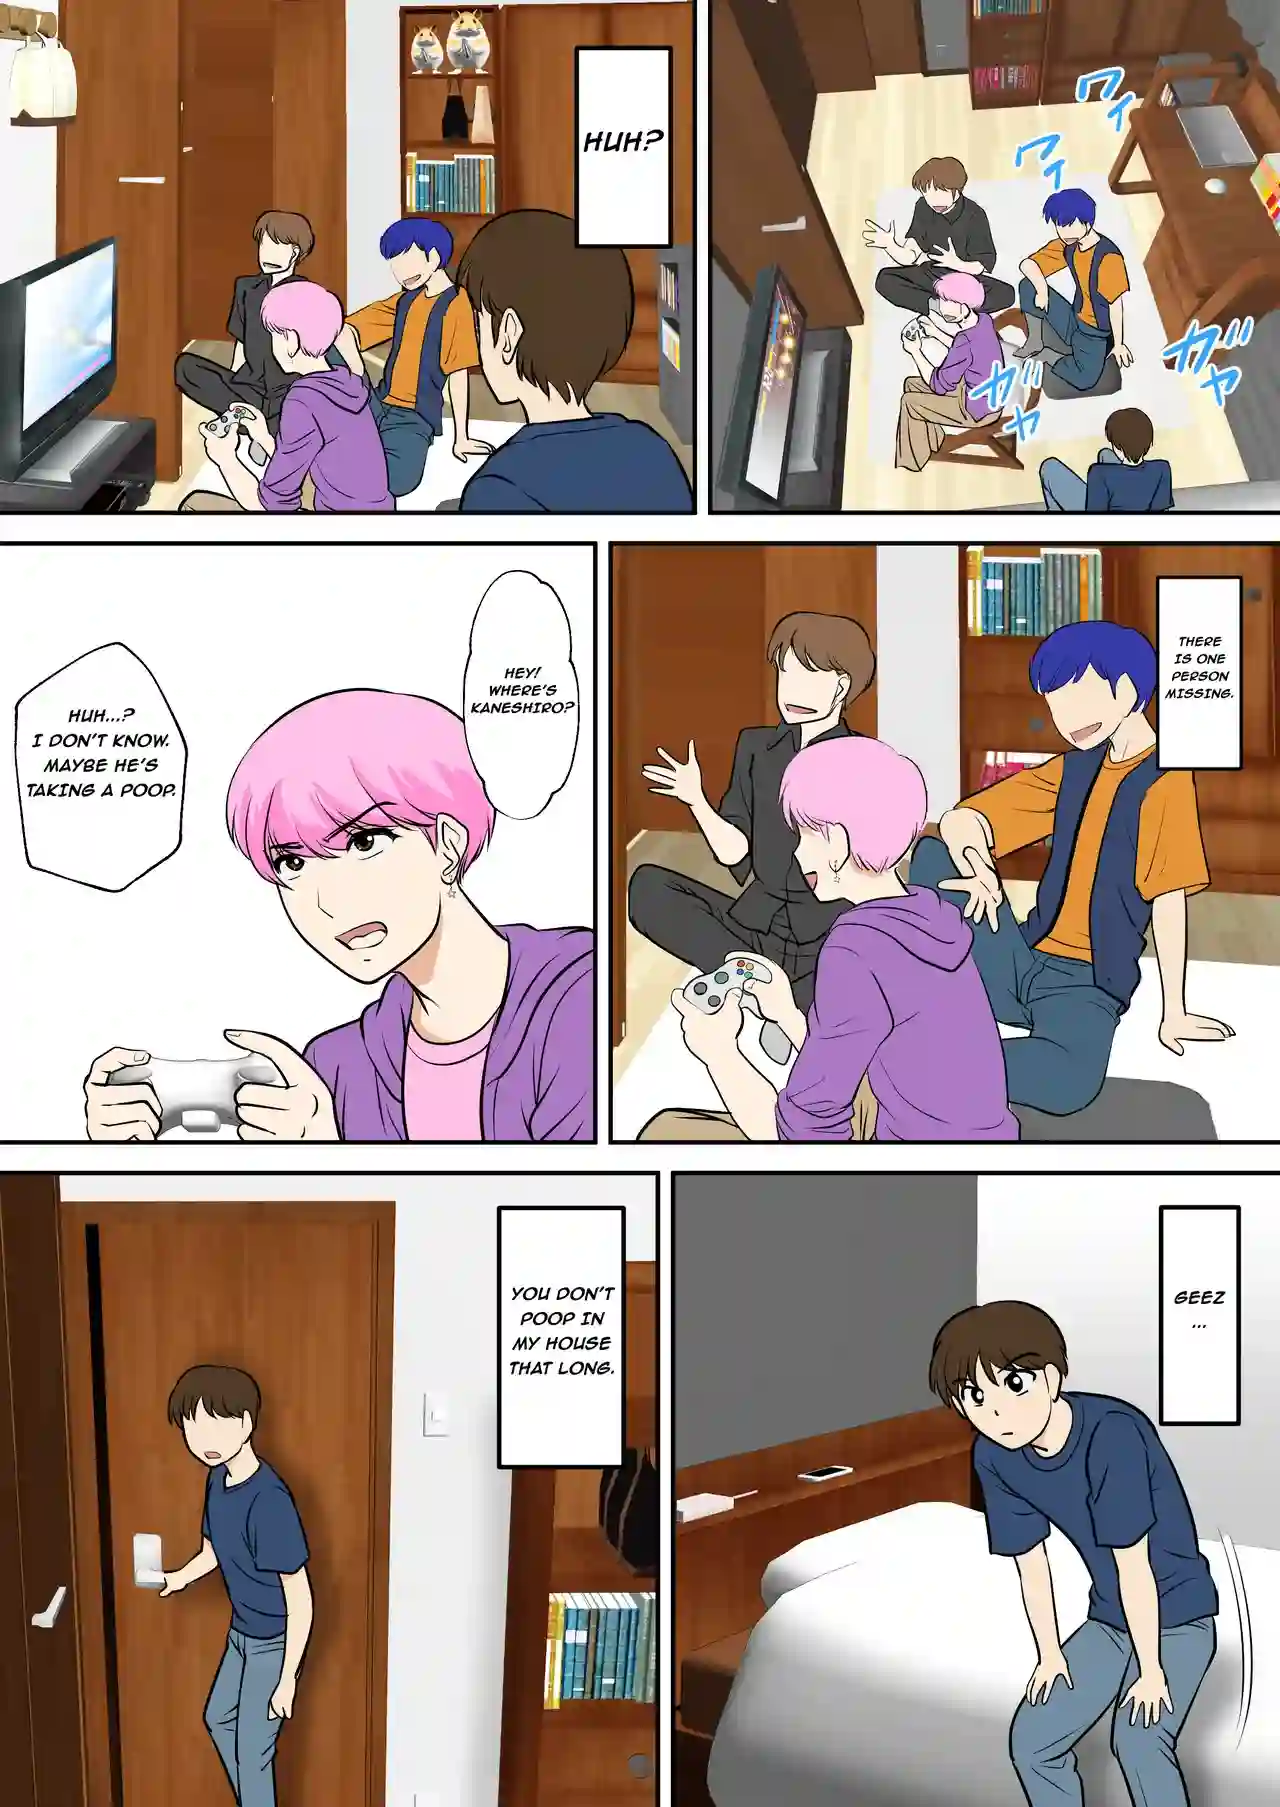 ワイ
ワイ
ガヤ
ガヤ
HUH?
THERE
IS ONE
PERSON
MISSING.
HEY!
WHERE'S
KANESHIRO?
HUH...?
I DON'T KNOW.
MAYBE HE'S
TAKING A POOP.
GEEZ
...
YOU DON'T
POOP IN
MY HOUSE
THAT LONG.